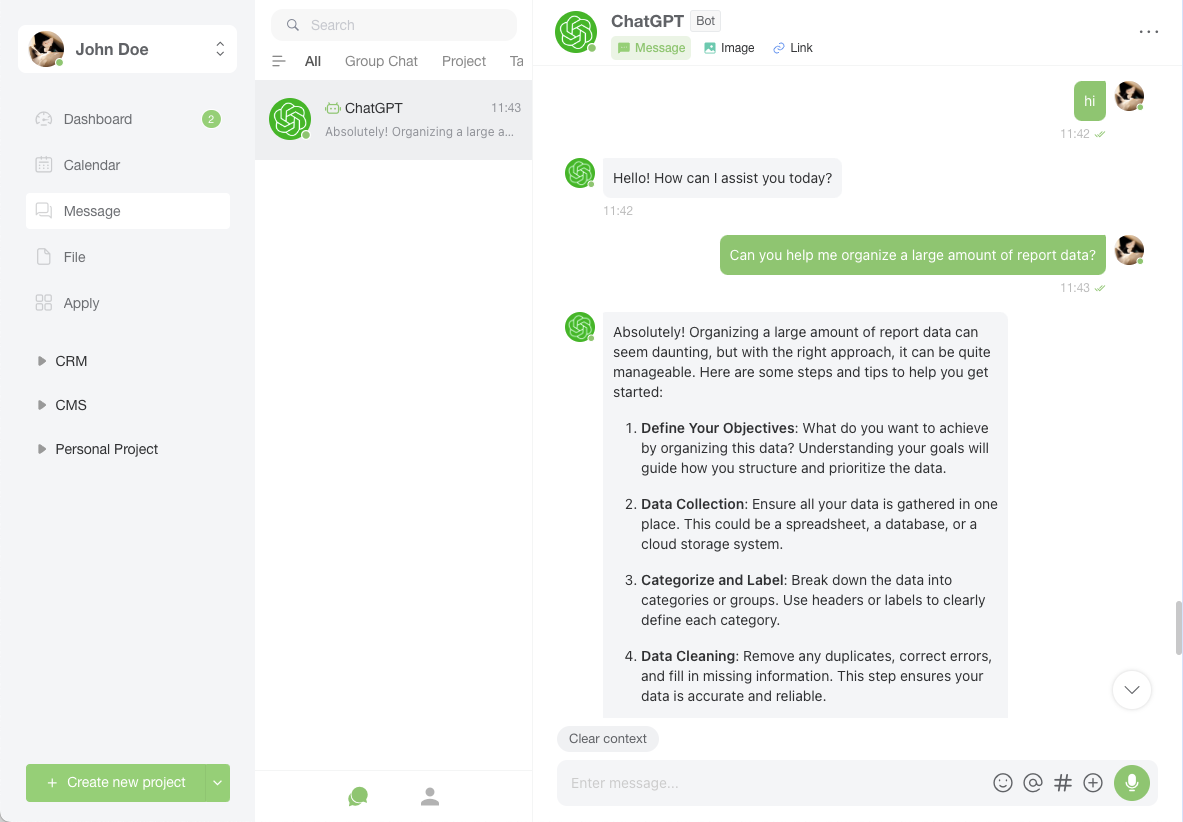 John Doe
Dashboard
2
Calendar
Message
File
Apply
CRM
CMS
Personal Project
+ Create new project
Search
All Group Chat Project Ta
ChatGPT 11:43
Absolutely! Organizing a large a...
ChatGPT Bot
Message Image Link
hi
11:42
Hello! How can I assist you today?
11:42
Can you help me organize a large amount of report data?
11:43
Absolutely! Organizing a large amount of report data can
seem daunting, but with the right approach, it can be quite
manageable. Here are some steps and tips to help you get
started:
1. Define Your Objectives: What do you want to achieve
by organizing this data? Understanding your goals will
guide how you structure and prioritize the data.
2. Data Collection: Ensure all your data is gathered in one
place. This could be a spreadsheet, a database, or a
cloud storage system.
3. Categorize and Label: Break down the data into
categories or groups. Use headers or labels to clearly
define each category.
4. Data Cleaning: Remove any duplicates, correct errors,
and fill in missing information. This step ensures your
data is accurate and reliable.
Clear context
Enter message...